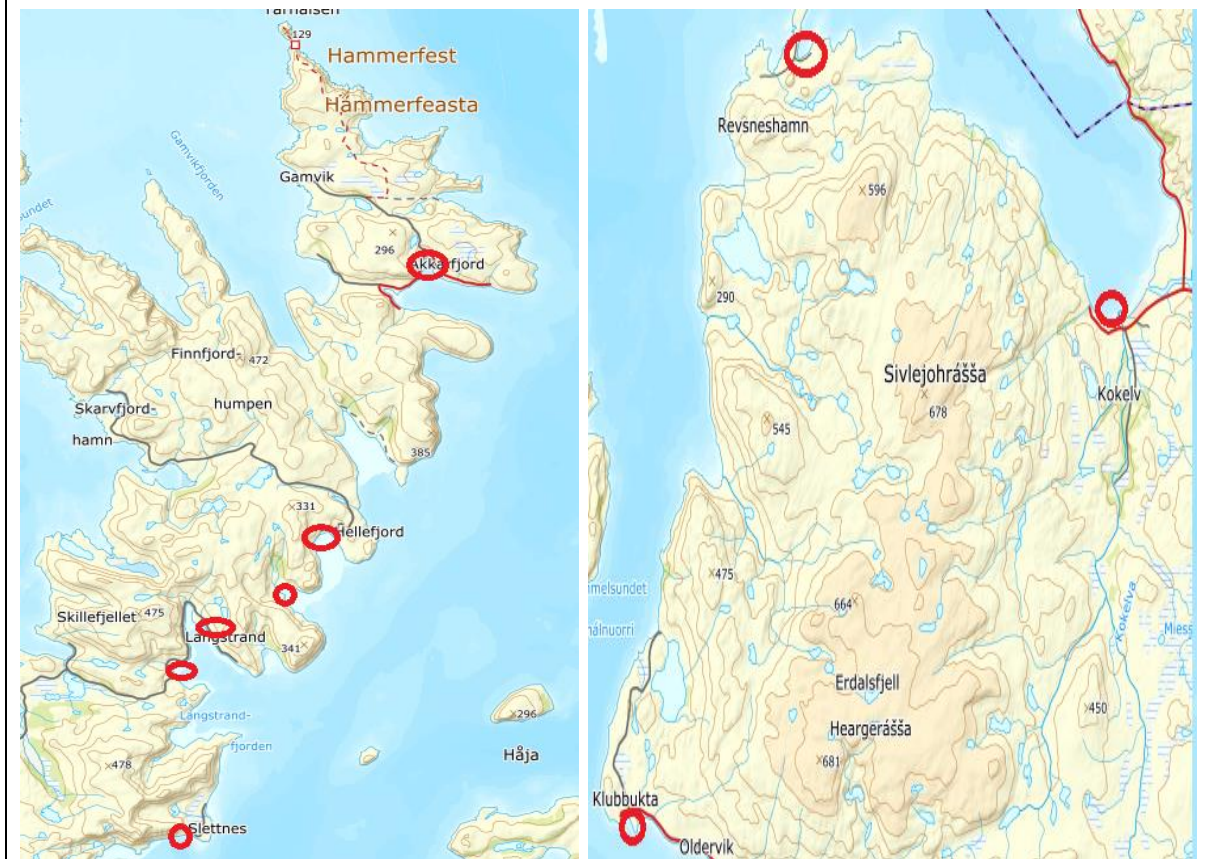 129
Hammerfest
Hámmerfeasta
Gamvikfjorden
Gamvik
296
Akkarfjord
Finnfjord-
humpen
472
Skarvfjord-
hamn
385
331
Hellefjord
Skillefjellet
475
Langstrand
341
Langstrand-
fjorden
296
Håja
478
Slettnes
Revsneshamn
596
290
Sivlejohrášša
678
Kokelv
545
475
664
Kokelva
Erdalsfjell
Heargerášša
450
681
Klubbukta
Oldervik